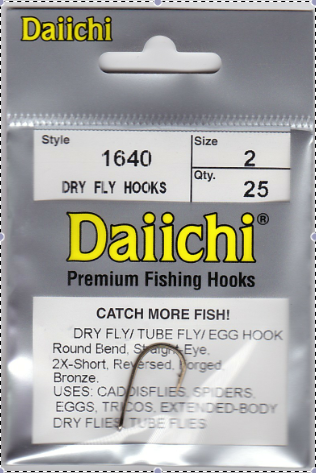 Daiichi
Style
1640
DRY FLY HOOKS
Size
2
Qty.
25
Daiichi®
Premium Fishing Hooks
CATCH MORE FISH!
DRY FLY/ TUBE FLY/ EGG HOOK
Round Bend, Straight-Eye.
2X-Short, Reversed, Forged
Bronze.
USES: CADDISFLIES, SPIDERS,
EGGS, TRICOS, EXTENDED-BODY
DRY FLIES, TUBE FLIES